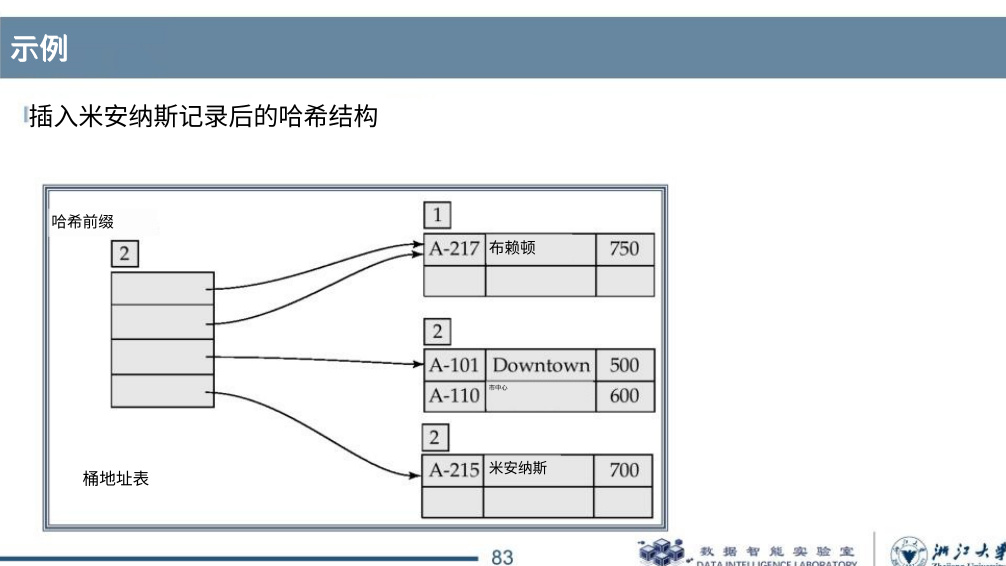 示例
插入米安纳斯记录后的哈希结构
哈希前缀
2
1
A-217 布赖顿 750
2
A-101 Downtown 500
A-110 市中心 600
2
A-215 米安纳斯 700
桶地址表
83
数据智能实验室
DATA INTELLIGENCE LABORATORY
浙江大学
Zhejiang University